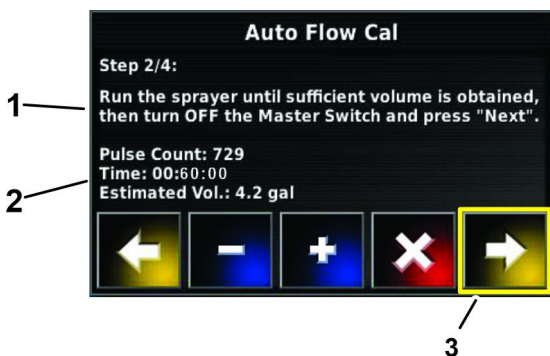 Auto Flow Cal
Step 2/4:
1
Run the sprayer until sufficient volume is obtained,
then turn OFF the Master Switch and press "Next".
Pulse Count: 729
Time: 00:60:00
2
Estimated Vol.: 4.2 gal
3